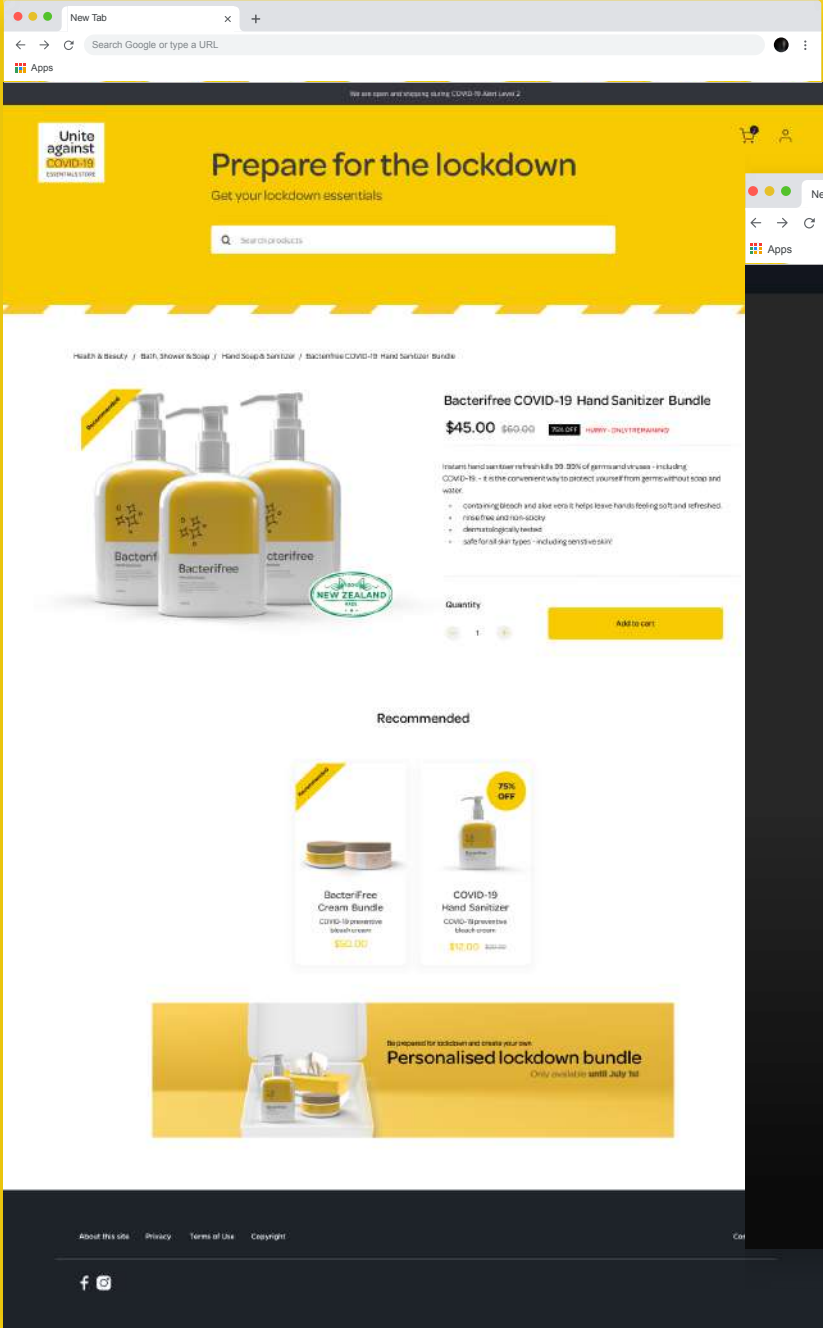 New Tab
Search Google or type a URL
Apps
We are open and shipping during COVID-19 Alert Level 2
Unite
against
COVID-19
ESSENTIALS STORE
Prepare for the lockdown
Get your lockdown essentials
Search products
Ne
Apps
Health & Beauty / Bath, Shower & Soap / Hand Soap & Sanitizer / Bacterifree COVID-19 Hand Sanitizer Bundle
Recommended
Bacterifree COVID-19 Hand Sanitizer Bundle
$45.00 $60.00 75% OFF HURRY - ONLY 7 REMAINING!
Instant hand sanitiser refresh kills 99.99% of germs and viruses - including
COVID-19. - it is the convenient way to protect yourself from germs without soap and
water.
containing bleach and aloe vera it helps leave hands feeling soft and refreshed.
rinse free and non-sticky
dermatologically tested
safe for all skin types - including senstive skin!
Bacterif
Bacterifree
cterifree
NEW ZEALAND
Quantity
1
Add to cart
Recommended
Recommended
75%
OFF
BacteriFree
Cream Bundle
COVID-19 preventive
bleach cream
$50.00
COVID-19
Hand Sanitizer
COVID-19 preventive
bleach cream
$12.00 $20.00
Be prepared for lockdown and create your own
Personalised lockdown bundle
Only available until July 1st
About this site Privacy Terms of Use Copyright
Co